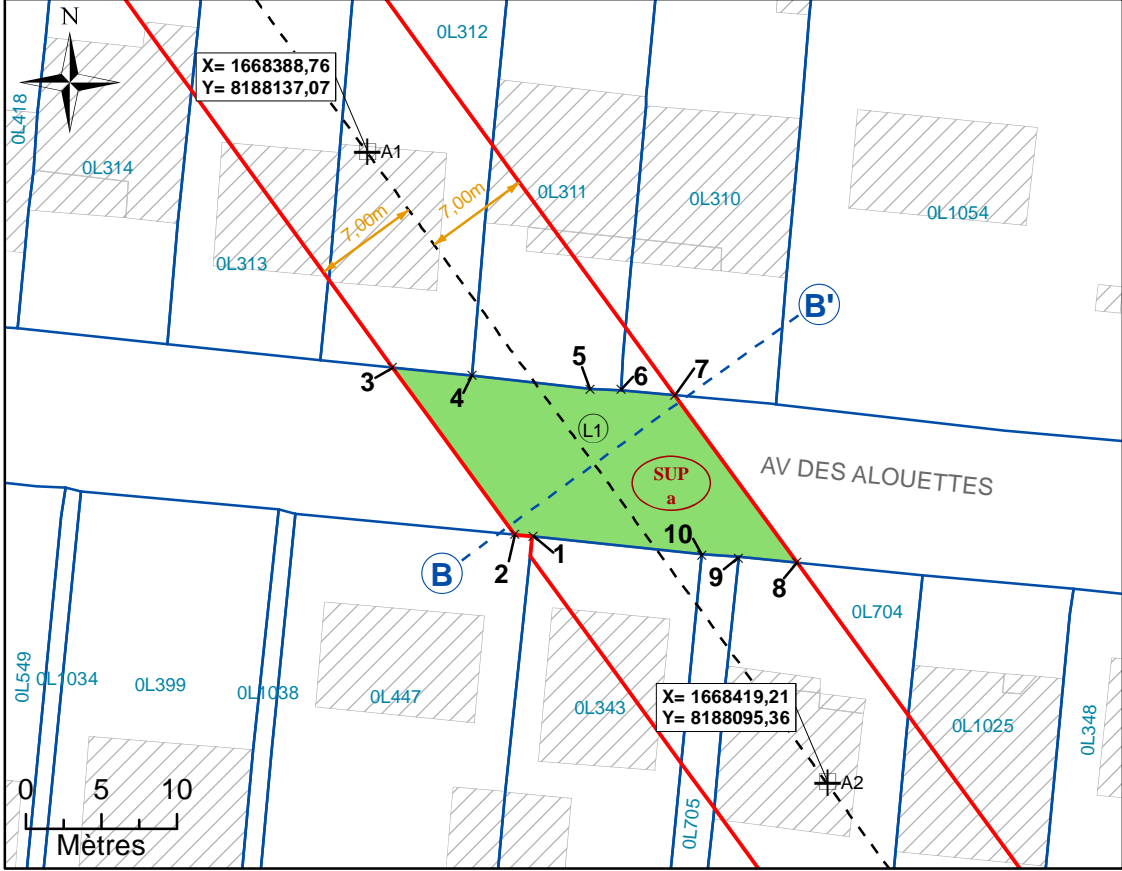 N
0L312
X= 1668388,76
Y= 8188137,07
0L418
A1
0L314
7,00m
7,00m
0L311
0L310
0L1054
0L313
B'
3
4
5
6
7
L1
SUP
a
AV DES ALOUETTES
B
2
1
10
9
8
0L704
0L549
0L1034
0L399
0L1038
0L447
0L343
X= 1668419,21
Y= 8188095,36
0L1025
0L348
A2
0L705
0 5 10
Mètres